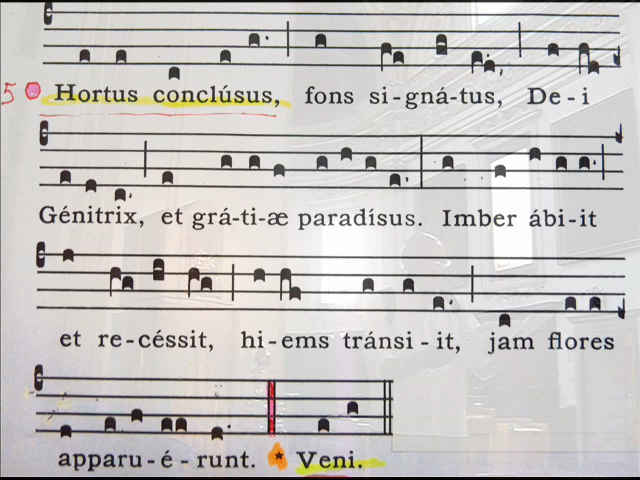 5 Hortus conclúsus, fons si-gná-tus, De-i
Génitrix, et grá-ti-æ paradísus. Imber ábi-it
et re-céssit, hi-ems tránsi-it, jam flores
apparu-é-runt. * Veni.